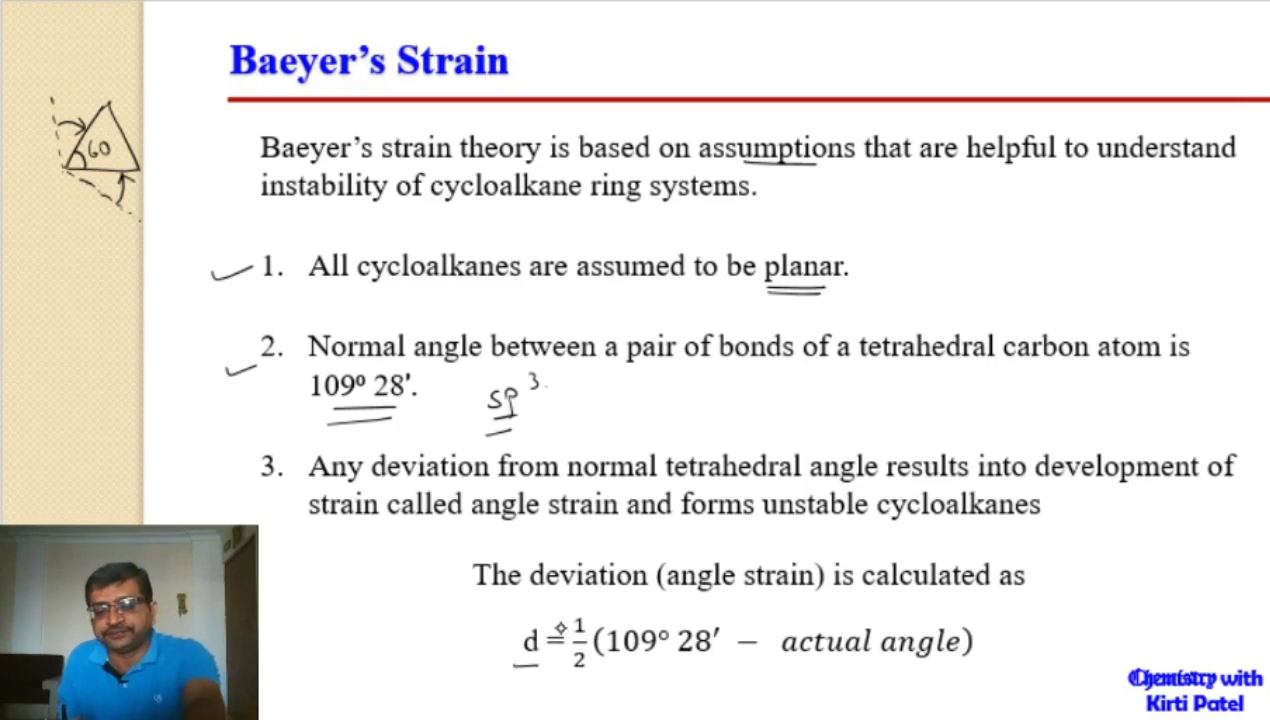 Baeyer's Strain
60
Baeyer's strain theory is based on assumptions that are helpful to understand
instability of cycloalkane ring systems.
1. All cycloalkanes are assumed to be planar.
2. Normal angle between a pair of bonds of a tetrahedral carbon atom is
109º 28'.
sp³
3. Any deviation from normal tetrahedral angle results into development of
strain called angle strain and forms unstable cycloalkanes
The deviation (angle strain) is calculated as
d = 1/2 (109° 28′ − actual angle)
Chemistry with
Kirti Patel